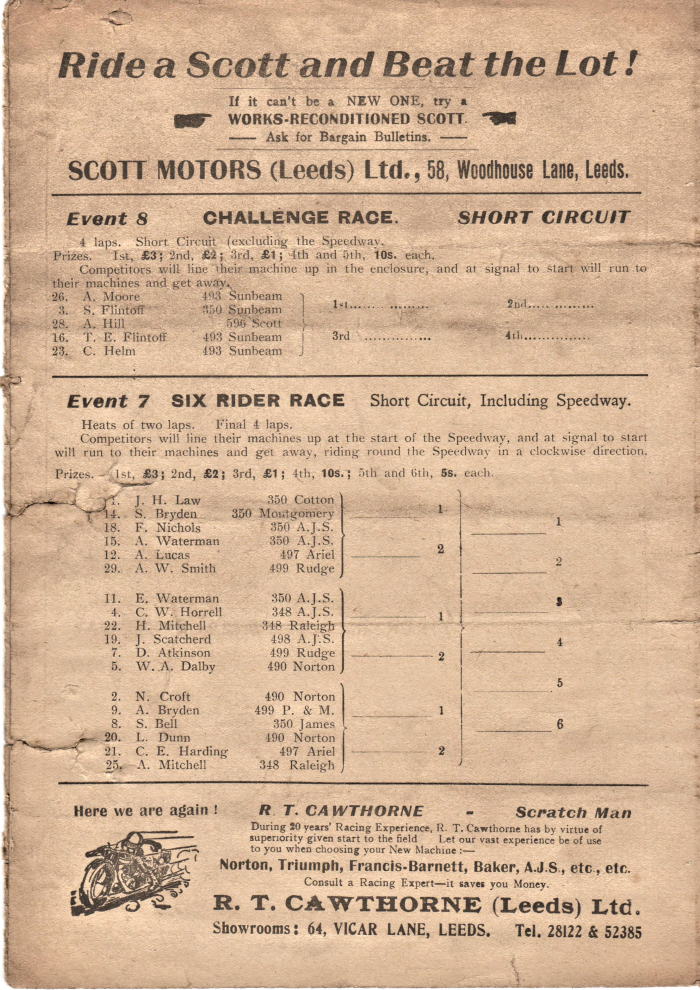 Ride a Scott and Beat the Lot!
If it can't be a NEW ONE, try a
WORKS-RECONDITIONED SCOTT.
Ask for Bargain Bulletins.
SCOTT MOTORS (Leeds) Ltd., 58, Woodhouse Lane, Leeds.
Event 8 CHALLENGE RACE. SHORT CIRCUIT
4 laps. Short Circuit (excluding the Speedway.
Prizes. 1st, £3; 2nd, £2; 3rd, £1; 4th and 5th, 10s. each.
Competitors will line their machine up in the enclosure, and at signal to start will run to
their machines and get away.
26. A. Moore 493 Sunbeam
3. S. Flintoff 350 Sunbeam
28. A. Hill 596 Scott
16. T. E. Flintoff 493 Sunbeam
23. C. Helm 493 Sunbeam
1st.................. 2nd..............
3rd .............. 4th..............
Event 7 SIX RIDER RACE Short Circuit, Including Speedway.
Heats of two laps. Final 4 laps.
Competitors will line their machines up at the start of the Speedway, and at signal to start
will run to their machines and get away, riding round the Speedway in a clockwise direction.
Prizes. 1st, £3; 2nd, £2; 3rd, £1; 4th, 10s.; 5th and 6th, 5s. each.
1. J. H. Law 350 Cotton
14. S. Bryden 350 Montgomery
18. F. Nichols 350 A.J.S.
15. A. Waterman 350 A.J.S.
12. A. Lucas 497 Ariel
29. A. W. Smith 499 Rudge
1
2
11. E. Waterman 350 A.J.S.
4. C. W. Horrell 348 A.J.S.
22. H. Mitchell 348 Raleigh
19. J. Scatcherd 498 A.J.S.
7. D. Atkinson 499 Rudge
5. W. A. Dalby 490 Norton
1
2
2. N. Croft 490 Norton
9. A. Bryden 499 P. & M.
8. S. Bell 350 James
20. L. Dunn 490 Norton
21. C. E. Harding 497 Ariel
25. A. Mitchell 348 Raleigh
1
2
1
2
3
4
5
6
Here we are again !
R. T. CAWTHORNE - Scratch Man
During 20 years' Racing Experience, R. T. Cawthorne has by virtue of
superiority given start to the field Let our vast experience be of use
to you when choosing your New Machine :—
Norton, Triumph, Francis-Barnett, Baker, A.J.S., etc., etc.
Consult a Racing Expert—it saves you Money.
R. T. CAWTHORNE (Leeds) Ltd.
Showrooms: 64, VICAR LANE, LEEDS. Tel. 28122 & 52385